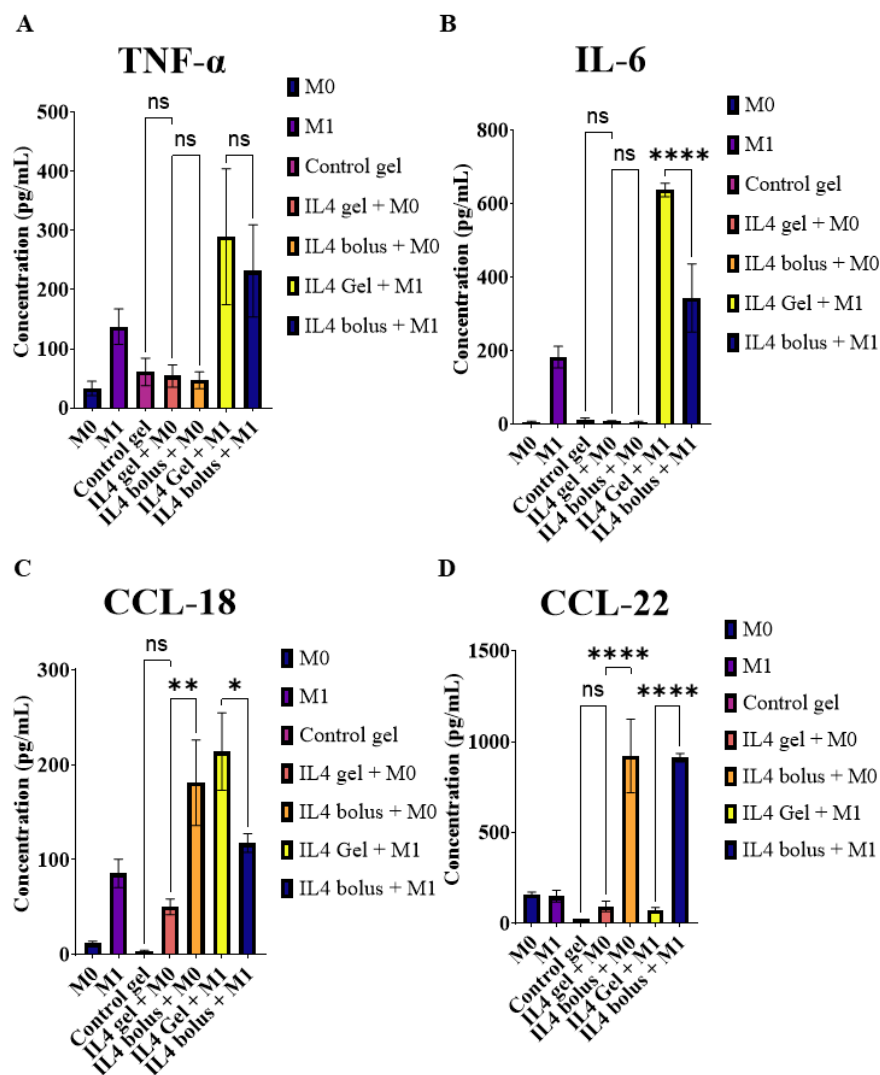 A
TNF-α
Concentration (pg/mL)
500
400
300
200
100
0
ns
ns
ns
M0
M1
Control gel
IL4 gel + M0
IL4 bolus + M0
IL4 Gel + M1
IL4 bolus + M1
M0
M1
Control gel
IL4 gel + M0
IL4 bolus + M0
IL4 Gel + M1
IL4 bolus + M1
B
IL-6
Concentration (pg/mL)
800
600
400
200
0
ns
ns
****
M0
M1
Control gel
IL4 gel + M0
IL4 bolus + M0
IL4 Gel + M1
IL4 bolus + M1
M0
M1
Control gel
IL4 gel + M0
IL4 bolus + M0
IL4 Gel + M1
IL4 bolus + M1
C
CCL-18
Concentration (pg/mL)
300
200
100
0
ns
**
*
M0
M1
Control gel
IL4 gel + M0
IL4 bolus + M0
IL4 Gel + M1
IL4 bolus + M1
M0
M1
Control gel
IL4 gel + M0
IL4 bolus + M0
IL4 Gel + M1
IL4 bolus + M1
D
CCL-22
Concentration (pg/mL)
1500
1000
500
0
ns
****
****
M0
M1
Control gel
IL4 gel + M0
IL4 bolus + M0
IL4 Gel + M1
IL4 bolus + M1
M0
M1
Control gel
IL4 gel + M0
IL4 bolus + M0
IL4 Gel + M1
IL4 bolus + M1